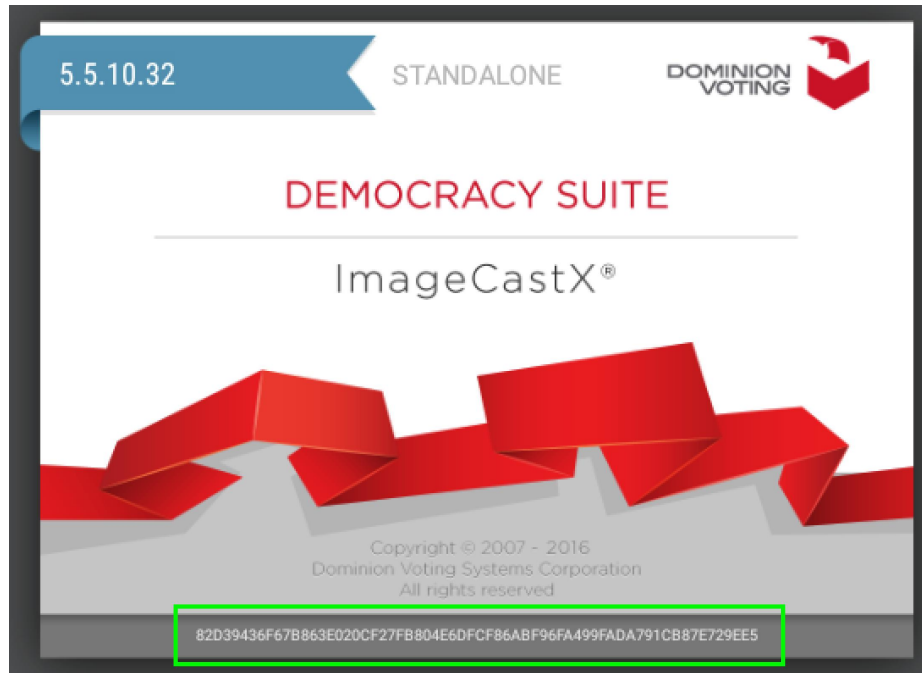 5.5.10.32
STANDALONE
DOMINION
VOTING
DEMOCRACY SUITE
ImageCastX®
Copyright © 2007 - 2016
Dominion Voting Systems Corporation
All rights reserved
82D39436F67B863E020CF27FB804E6DFCF86ABF96FA499FADA791CB87E729EE5